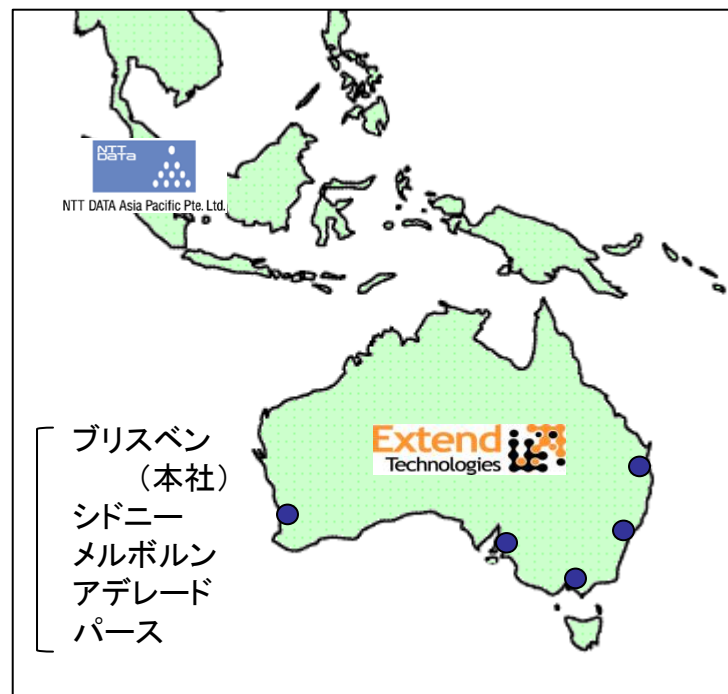 NTT
DATA
NTT DATA Asia Pacific Pte. Ltd.
Extend
Technologies
ブリスベン
（本社）
シドニー
メルボルン
アデレード
パース